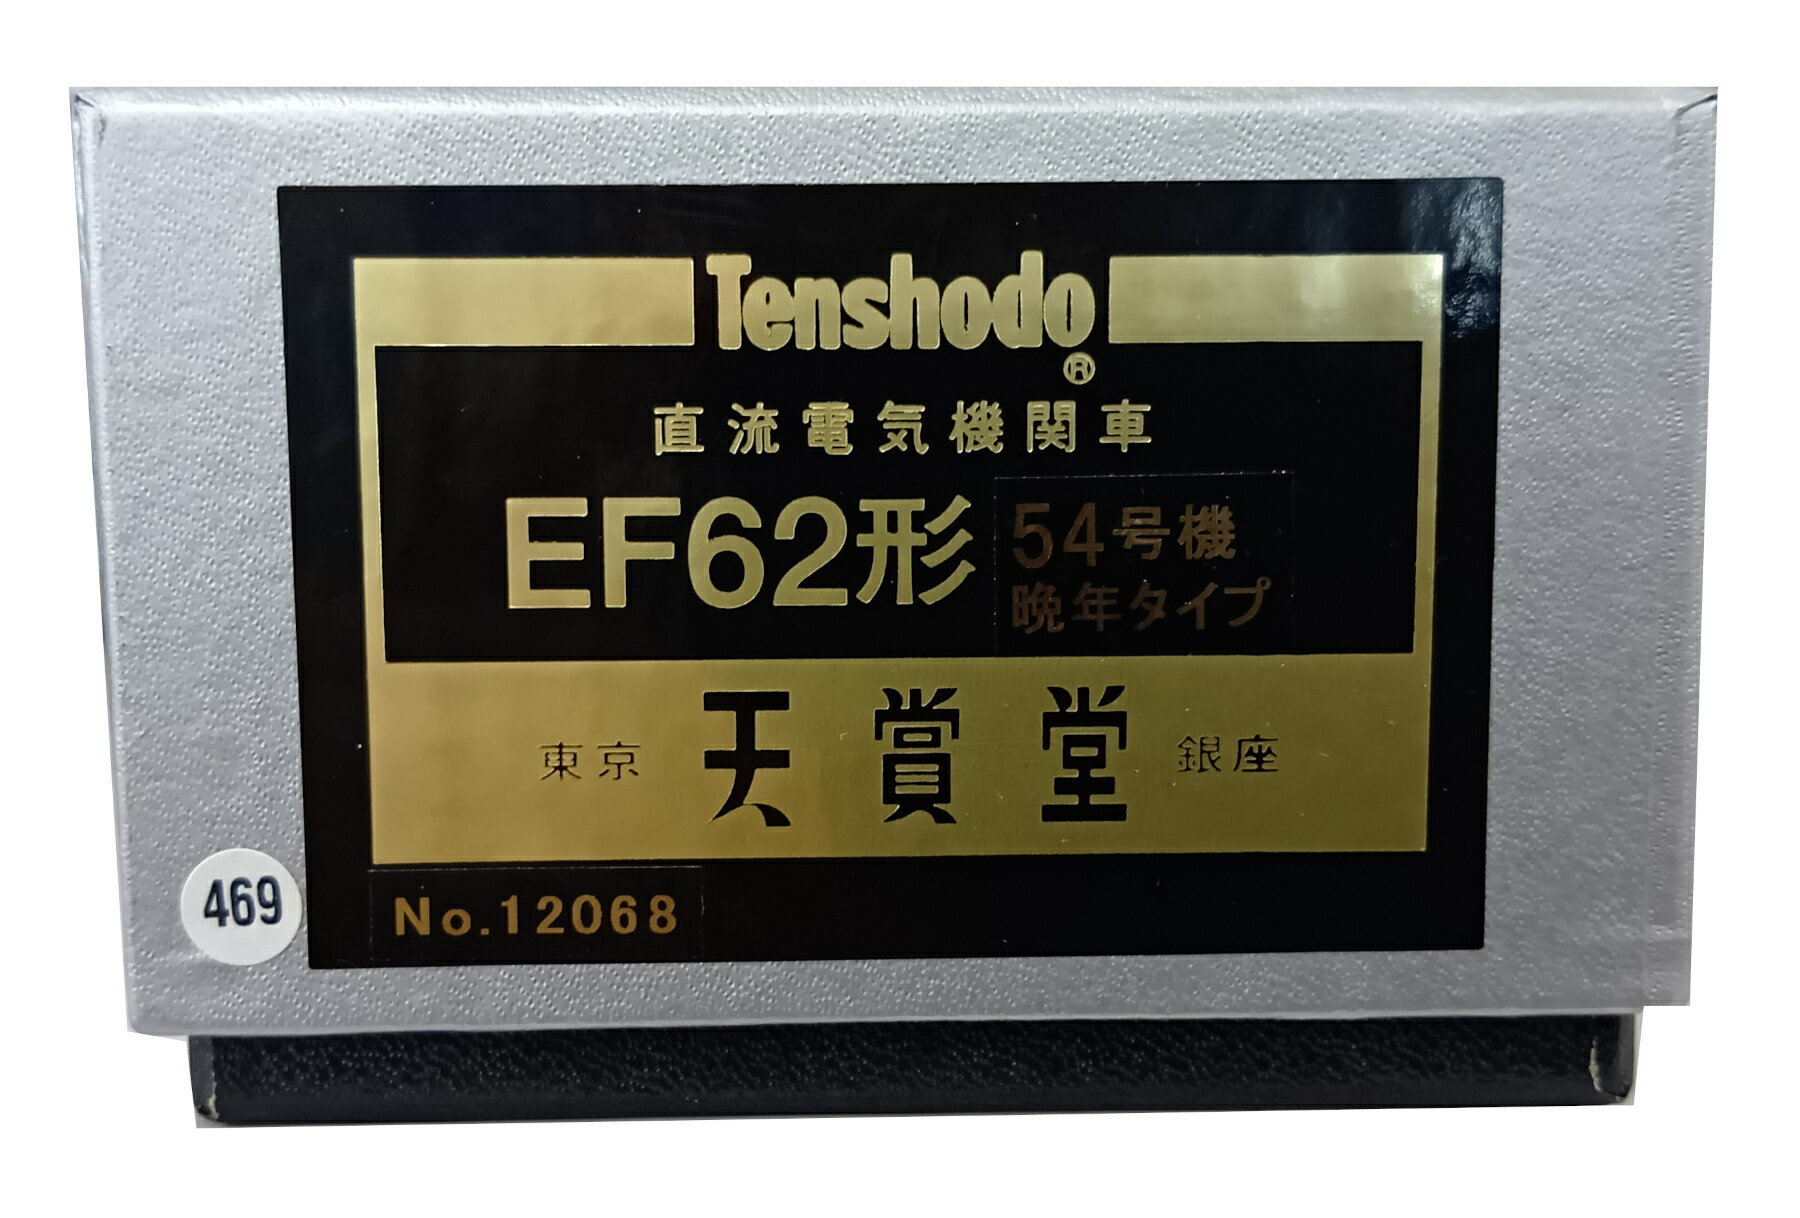 Tenshodo
®
直流電気機関車
EF62形 54号機
晩年タイプ
東京 天賞堂 銀座
469
No.12068